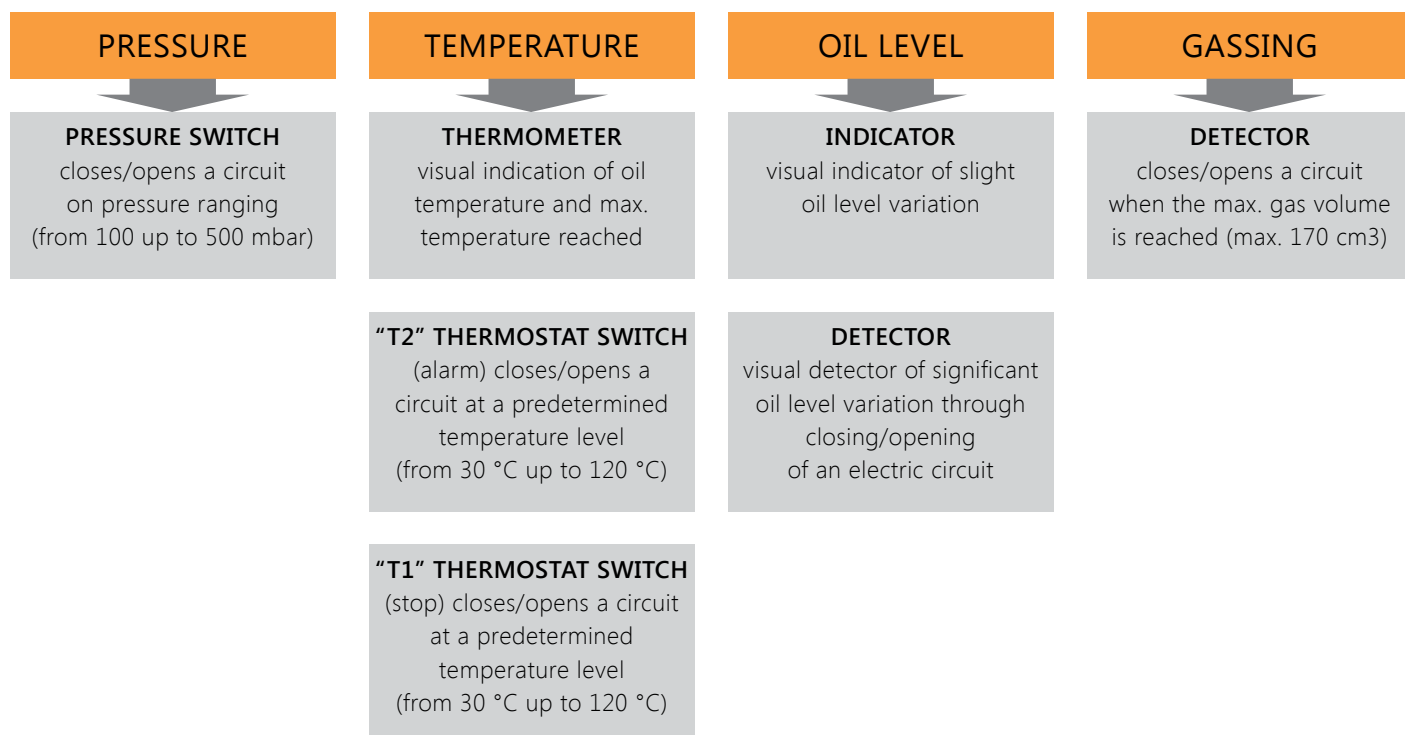 PRESSURE
PRESSURE SWITCH
closes/opens a circuit
on pressure ranging
(from 100 up to 500 mbar)
TEMPERATURE
THERMOMETER
visual indication of oil
temperature and max.
temperature reached
“T2” THERMOSTAT SWITCH
(alarm) closes/opens a
circuit at a predetermined
temperature level
(from 30 °C up to 120 °C)
“T1” THERMOSTAT SWITCH
(stop) closes/opens a circuit
at a predetermined
temperature level
(from 30 °C up to 120 °C)
OIL LEVEL
INDICATOR
visual indicator of slight
oil level variation
DETECTOR
visual detector of significant
oil level variation through
closing/opening
of an electric circuit
GASSING
DETECTOR
closes/opens a circuit
when the max. gas volume
is reached (max. 170 cm3)